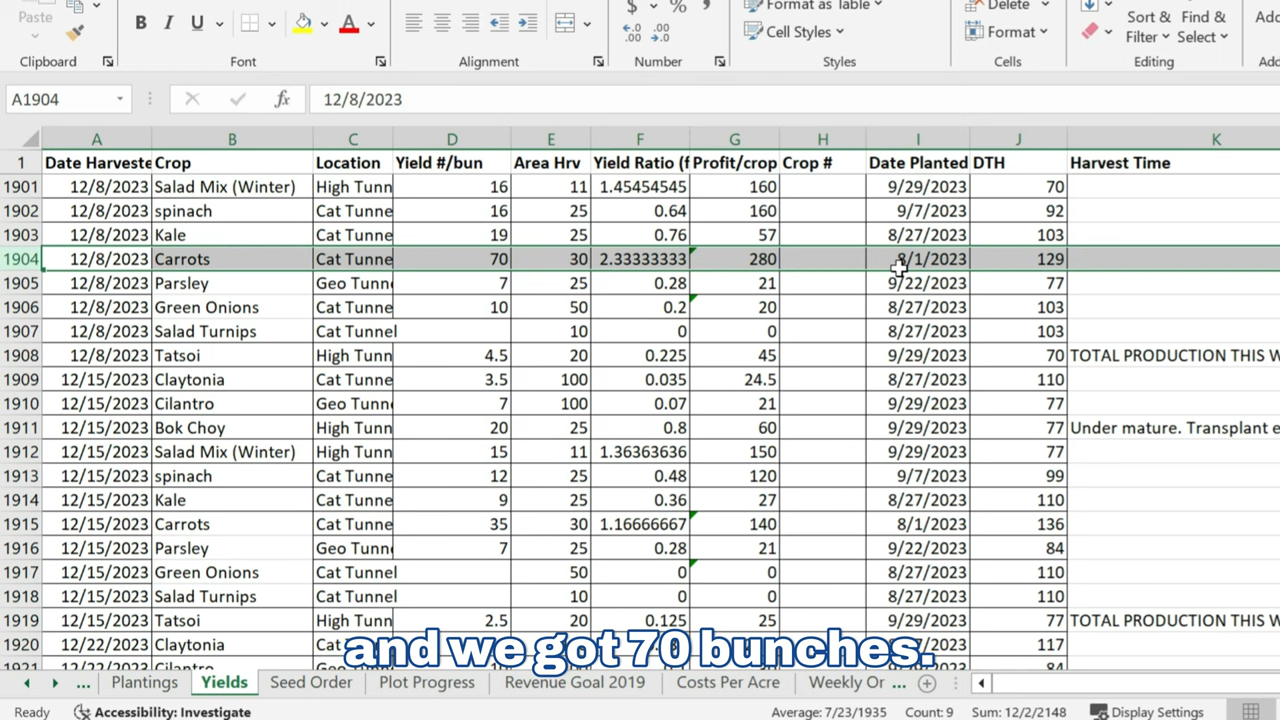 Paste
B I U A
$ % ,
Format as Table
Cell Styles
Delete
Format
Sort &
Filter
Find &
Select
Clipboard Font Alignment Number Styles Cells Editing
A1904 fx 12/8/2023
A B C D E F G H I J K
1 Date Harveste Crop Location Yield #/bun Area Hrv Yield Ratio (f Profit/crop Crop # Date Planted DTH Harvest Time
1901 12/8/2023 Salad Mix (Winter) High Tunn 16 11 1.45454545 160 9/29/2023 70
1902 12/8/2023 spinach Cat Tunne 16 25 0.64 160 9/7/2023 92
1903 12/8/2023 Kale Cat Tunne 19 25 0.76 57 8/27/2023 103
1904 12/8/2023 Carrots Cat Tunne 70 30 2.33333333 280 8/1/2023 129
1905 12/8/2023 Parsley Geo Tunn 7 25 0.28 21 9/22/2023 77
1906 12/8/2023 Green Onions Cat Tunne 10 50 0.2 20 8/27/2023 103
1907 12/8/2023 Salad Turnips Cat Tunnel 10 0 0 8/27/2023 103
1908 12/8/2023 Tatsoi High Tunn 4.5 20 0.225 45 9/29/2023 70 TOTAL PRODUCTION THIS W
1909 12/15/2023 Claytonia Cat Tunne 3.5 100 0.035 24.5 8/27/2023 110
1910 12/15/2023 Cilantro Geo Tunn 7 100 0.07 21 9/29/2023 77
1911 12/15/2023 Bok Choy High Tunn 20 25 0.8 60 9/29/2023 77 Under mature. Transplant e
1912 12/15/2023 Salad Mix (Winter) High Tunn 15 11 1.36363636 150 9/29/2023 77
1913 12/15/2023 spinach Cat Tunne 12 25 0.48 120 9/7/2023 99
1914 12/15/2023 Kale Cat Tunne 9 25 0.36 27 8/27/2023 110
1915 12/15/2023 Carrots Cat Tunne 35 30 1.16666667 140 8/1/2023 136
1916 12/15/2023 Parsley Geo Tunn 7 25 0.28 21 9/22/2023 84
1917 12/15/2023 Green Onions Cat Tunnel 50 0 0 8/27/2023 110
1918 12/15/2023 Salad Turnips Cat Tunnel 10 8/27/2023 110
1919 12/15/2023 Tatsoi High Tunn 2.5 20 0.125 25 9/29/2023 77 TOTAL PRODUCTION THIS W
1920 12/22/2023 Claytonia 117
and we got 70 bunches.
1921 12/22/2023 Cilantro 84
... Plantings Yields Seed Order Plot Progress Revenue Goal 2019 Costs Per Acre Weekly Or ...
Ready Accessibility: Investigate Average: 7/23/1935 Count: 9 Sum: 12/2/2148 Display Settings